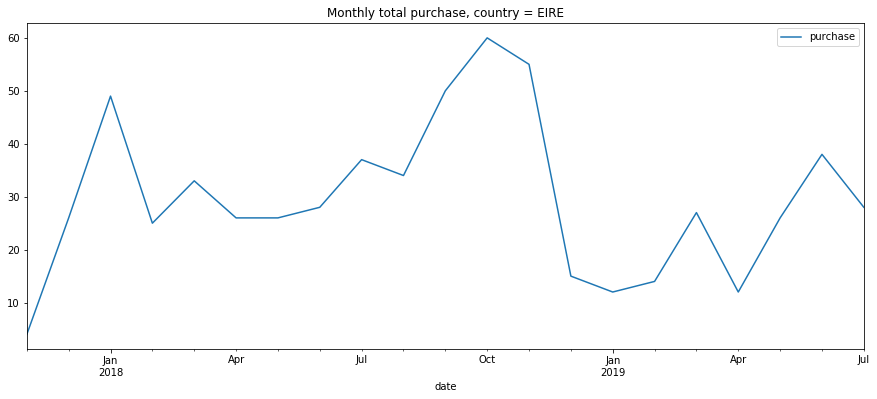 Monthly total purchase, country = EIRE
purchase
60
50
40
30
20
10
Jan
2018
Apr
Jul
Oct
Jan
2019
Apr
Jul
date